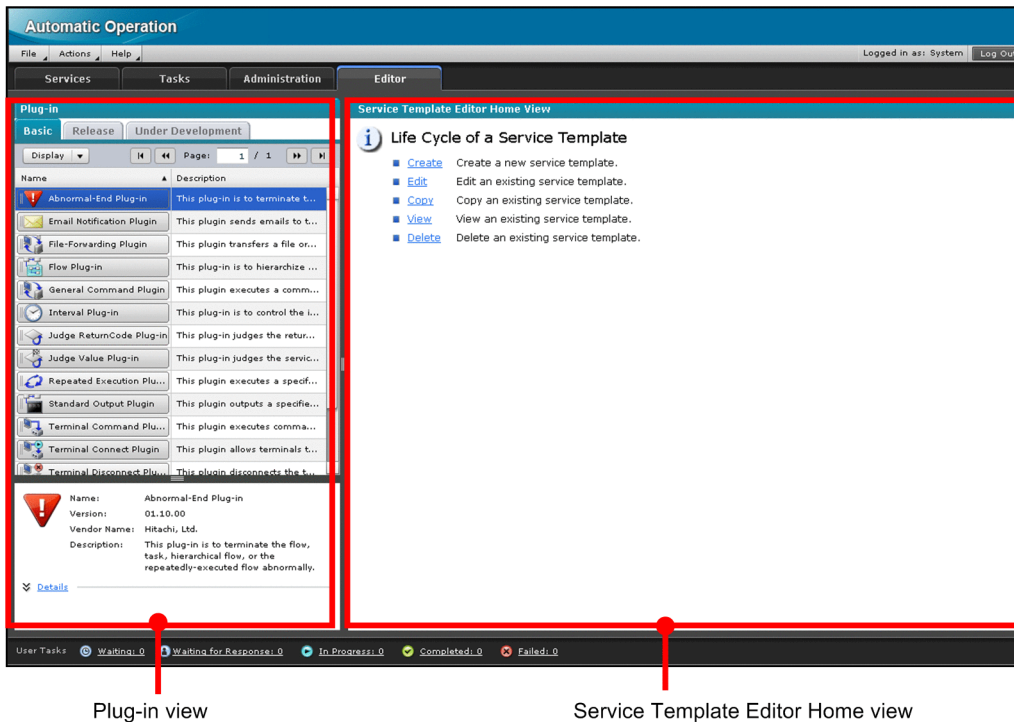 Automatic Operation
File Actions Help Logged in as: System Log Out
Services Tasks Administration Editor
Plug-in
Basic Release Under Development
Display Page: 1 / 1
Name Description
Abnormal-End Plug-in This plug-in is to terminate t...
Email Notification Plugin This plugin sends emails to t...
File-Forwarding Plugin This plugin transfers a file or...
Flow Plug-in This plug-in is to hierarchize ...
General Command Plugin This plugin executes a comm...
Interval Plug-in This plug-in is to control the i...
Judge ReturnCode Plug-in This plug-in judges the retur...
Judge Value Plug-in This plug-in judges the servic...
Repeated Execution Plu... This plugin executes a specif...
Standard Output Plugin This plugin outputs a specifie...
Terminal Command Plu... This plugin executes comma...
Terminal Connect Plugin This plugin allows terminals t...
Terminal Disconnect Plu... This plugin disconnects the t...
Name: Abnormal-End Plug-in
Version: 01.10.00
Vendor Name: Hitachi, Ltd.
Description: This plug-in is to terminate the flow,
task, hierarchical flow, or the
repeatedly-executed flow abnormally.
Details
Service Template Editor Home View
Life Cycle of a Service Template
Create Create a new service template.
Edit Edit an existing service template.
Copy Copy an existing service template.
View View an existing service template.
Delete Delete an existing service template.
User Tasks Waiting: 0 Waiting for Response: 0 In Progress: 0 Completed: 0 Failed: 0
Plug-in view Service Template Editor Home view